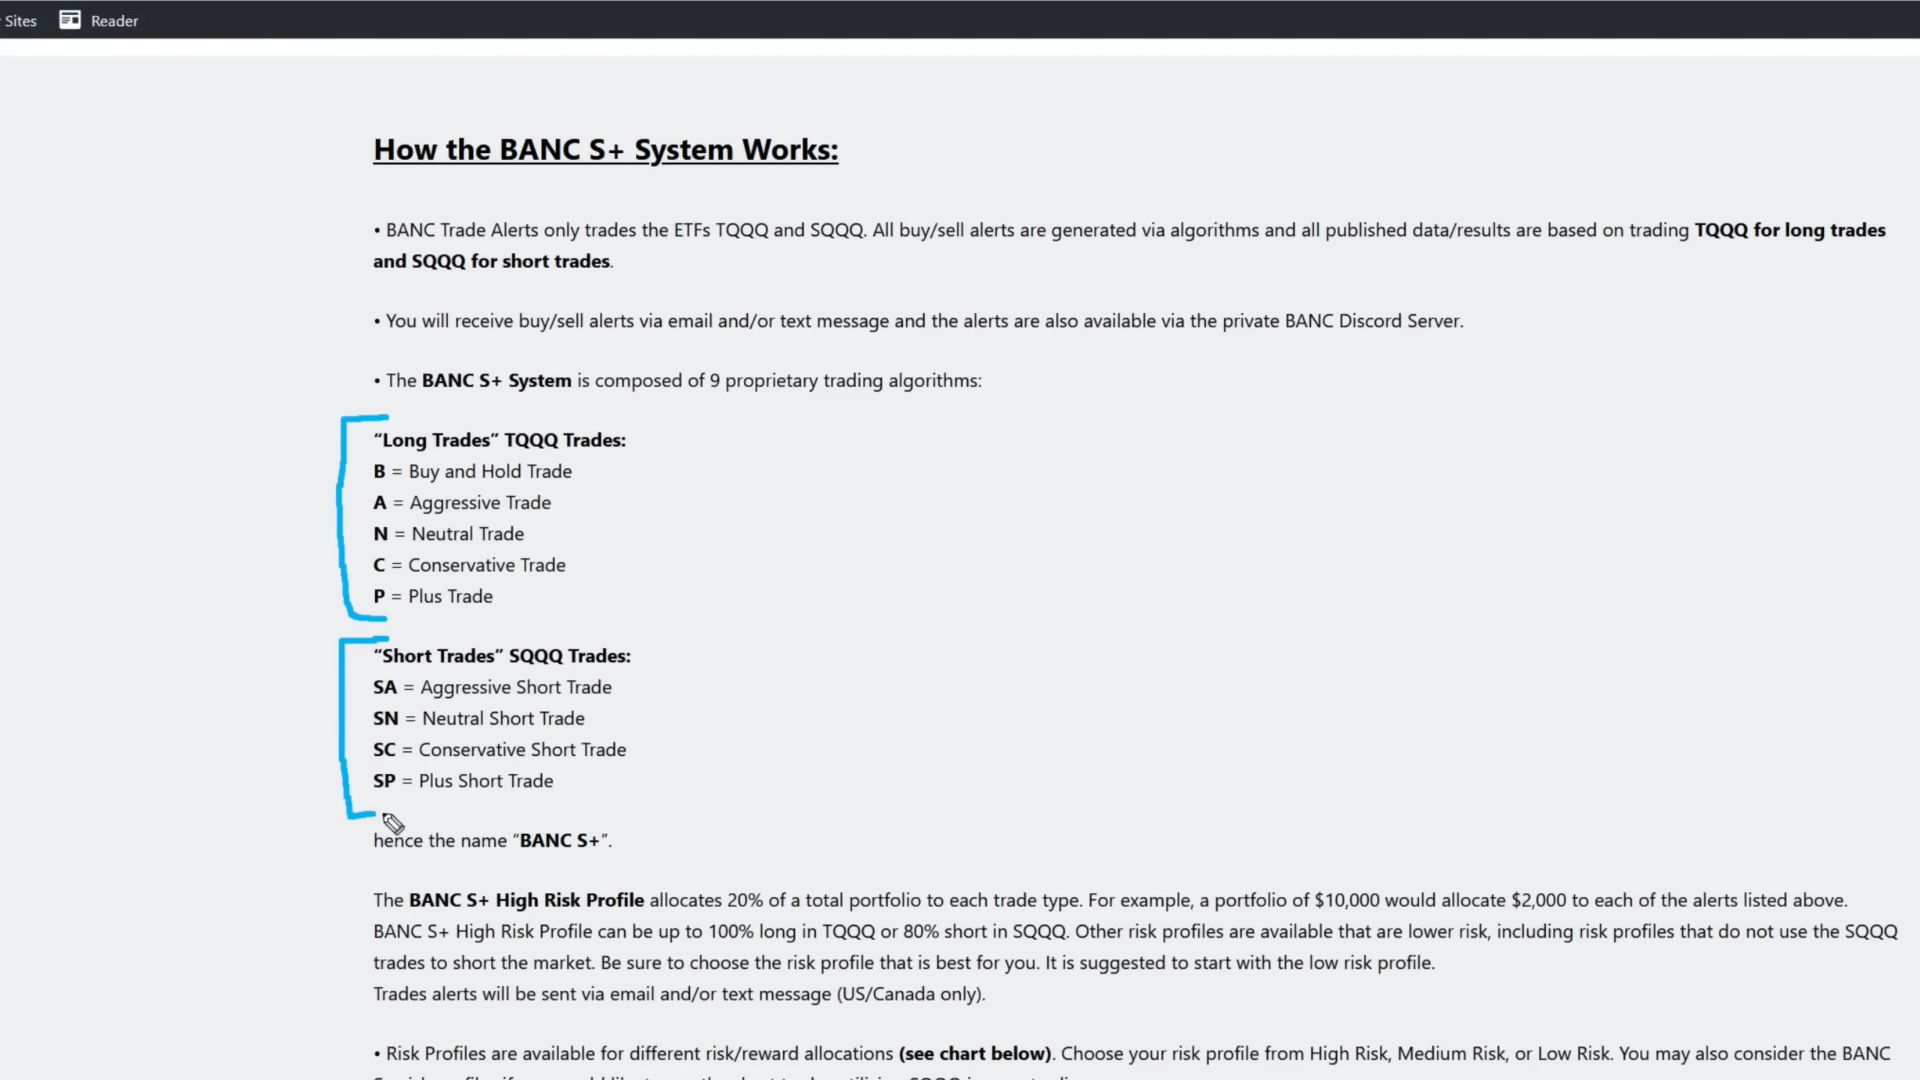 Sites Reader
How the BANC S+ System Works:
• BANC Trade Alerts only trades the ETFs TQQQ and SQQQ. All buy/sell alerts are generated via algorithms and all published data/results are based on trading TQQQ for long trades
and SQQQ for short trades.
• You will receive buy/sell alerts via email and/or text message and the alerts are also available via the private BANC Discord Server.
• The BANC S+ System is composed of 9 proprietary trading algorithms:
“Long Trades” TQQQ Trades:
B = Buy and Hold Trade
A = Aggressive Trade
N = Neutral Trade
C = Conservative Trade
P = Plus Trade
“Short Trades” SQQQ Trades:
SA = Aggressive Short Trade
SN = Neutral Short Trade
SC = Conservative Short Trade
SP = Plus Short Trade
hence the name “BANC S+”.
The BANC S+ High Risk Profile allocates 20% of a total portfolio to each trade type. For example, a portfolio of $10,000 would allocate $2,000 to each of the alerts listed above.
BANC S+ High Risk Profile can be up to 100% long in TQQQ or 80% short in SQQQ. Other risk profiles are available that are lower risk, including risk profiles that do not use the SQQQ
trades to short the market. Be sure to choose the risk profile that is best for you. It is suggested to start with the low risk profile.
Trades alerts will be sent via email and/or text message (US/Canada only).
• Risk Profiles are available for different risk/reward allocations (see chart below). Choose your risk profile from High Risk, Medium Risk, or Low Risk. You may also consider the BANC